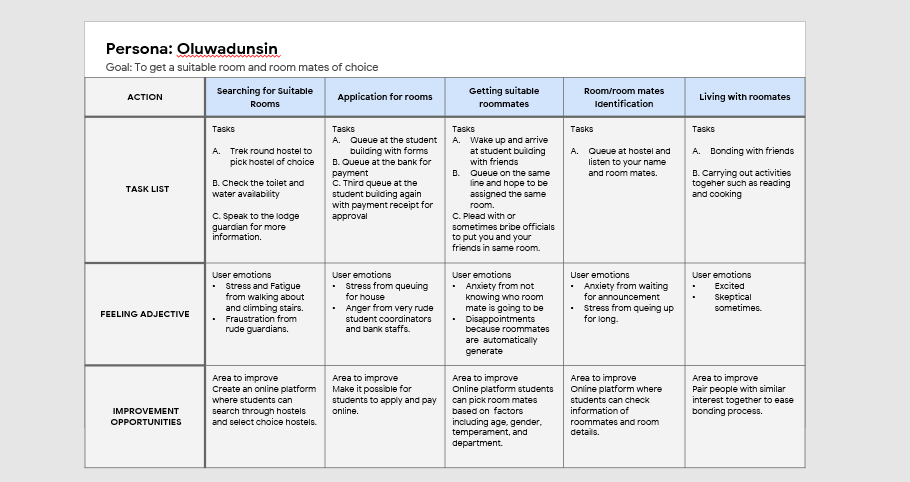 Persona: Oluwadunsin
Goal: To get a suitable room and room mates of choice
ACTION
Searching for Suitable
Rooms
Application for rooms
Getting suitable
roommates
Room/room mates
Identification
Living with roomates
TASK LIST
Tasks
A. Trek round hostel to
pick hostel of choice
B. Check the toilet and
water availability
C. Speak to the lodge
guardian for more
information.
Tasks
A. Queue at the student
building with forms
B. Queue at the bank for
payment
C. Third queue at the
student building again
with payment receipt for
approval
Tasks
A. Wake up and arrive
at student building
with friends
B. Queue on the same
line and hope to be
assigned the same
room.
C. Plead with or
sometimes bribe officials
to put you and your
friends in same room.
Tasks
A. Queue at hostel and
listen to your name
and room mates.
Tasks
A. Bonding with friends
B. Carrying out activities
togeher such as reading
and cooking
FEELING ADJECTIVE
User emotions
• Stress and Fatigue
from walking about
and climbing stairs.
• Fraustration from
rude guardians.
User emotions
• Stress from queuing
for house
• Anger from very rude
student coordinators
and bank staffs.
User emotions
• Anxiety from not
knowing who room
mate is going to be
• Disappointments
because roommates
are automatically
generate
User emotions
• Anxiety from waiting
for announcement
• Stress from queing up
for long.
User emotions
• Excited
• Skeptical
sometimes.
IMPROVEMENT
OPPORTUNITIES
Area to improve
Create an online platform
where students can
search through hostels
and select choice hostels.
Area to improve
Make it possible for
students to apply and pay
online.
Area to improve
Online platform students
can pick room mates
based on factors
including age, gender,
temperament, and
department.
Area to improve
Online platform where
students can check
information of
roommates and room
details.
Area to improve
Pair people with similar
interest together to ease
bonding process.